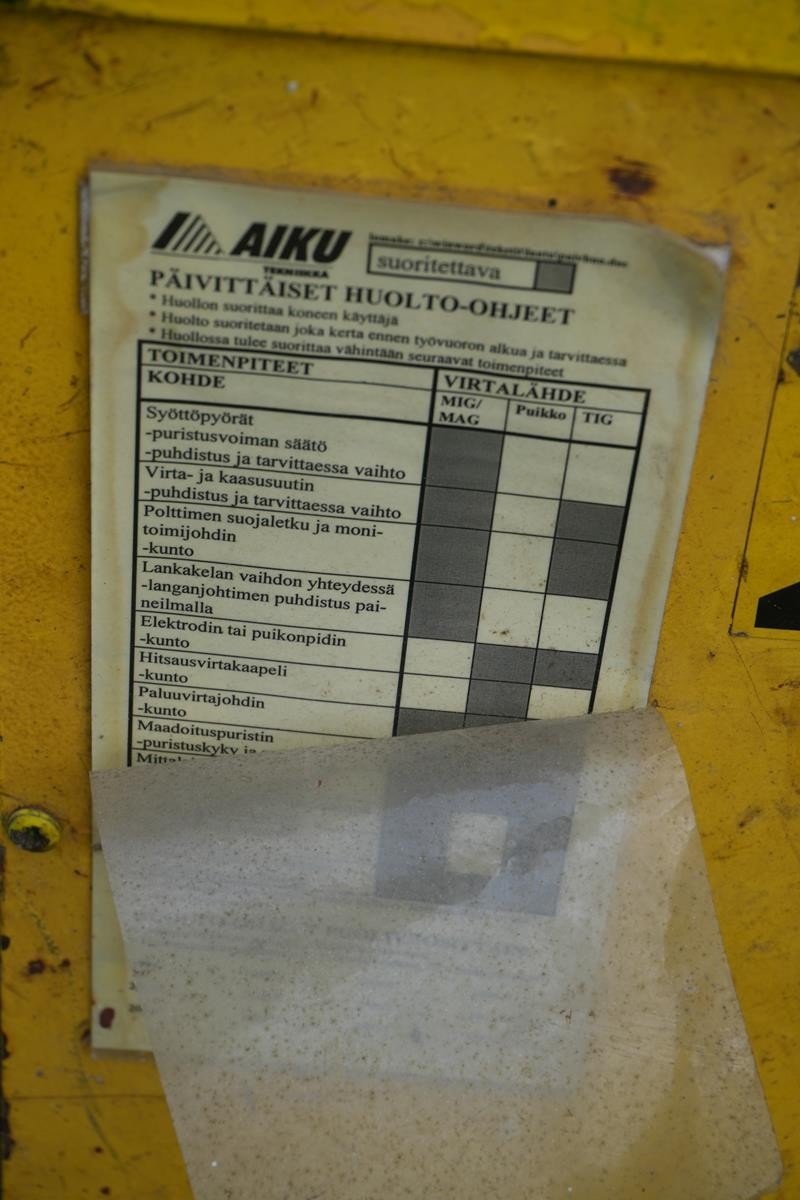 AIKU
TEKNIIKKA
suoritettava
PÄIVITTÄISET HUOLTO-OHJEET
* Huollon suorittaa koneen käyttäjä
* Huolto suoritetaan joka kerta ennen työvuoron alkua ja tarvittaessa
* Huollossa tulee suorittaa vähintään seuraavat toimenpiteet
TOIMENPITEET
VIRTALÄHDE
KOHDE
MIG/
MAG
Puikko
TIG
Syöttöpyörät
-puristusvoiman säätö
-puhdistus ja tarvittaessa vaihto
Virta- ja kaasusuutin
-puhdistus ja tarvittaessa vaihto
Polttimen suojaletku ja moni-
toimijohdin
-kunto
Lankakelan vaihdon yhteydessä
-langanjohtimen puhdistus pai-
neilmalla
Elektrodin tai puikonpidin
-kunto
Hitsausvirtakaapeli
-kunto
Paluuvirtajohdin
-kunto
Maadoituspuristin
-puristuskyky ja